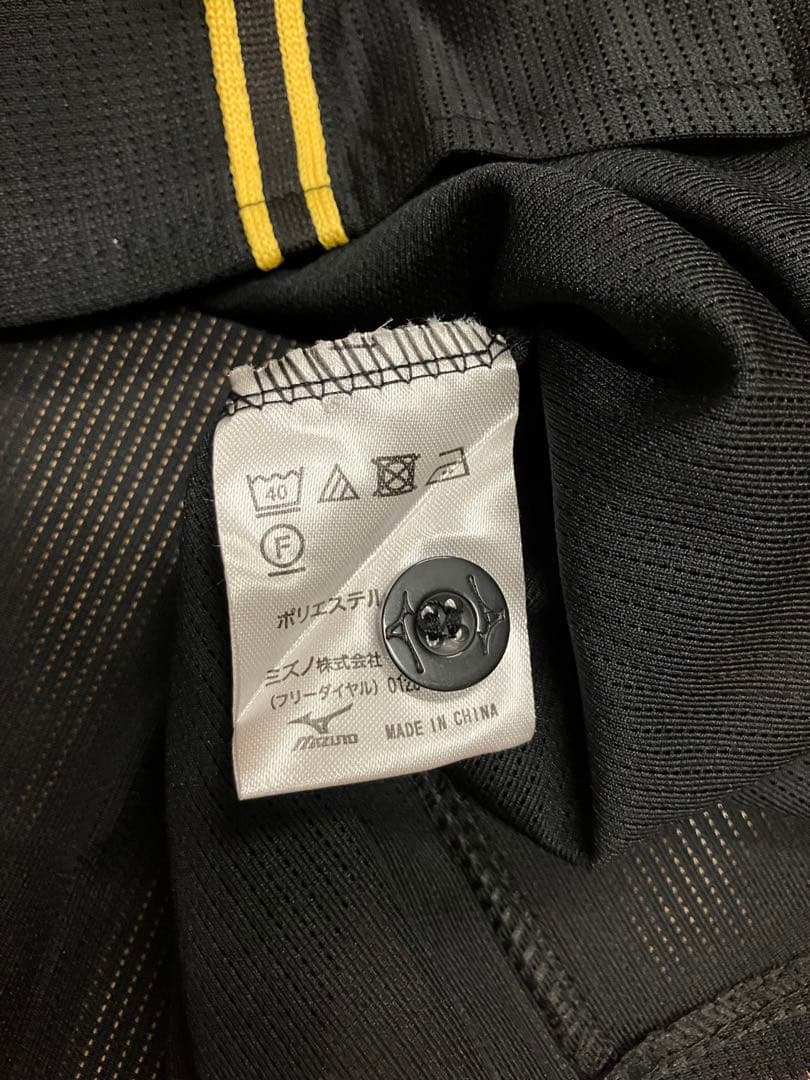 40
F
ポリエステル
ミズノ株式会社
(フリーダイヤル) 012
MIZUNO
MADE IN CHINA